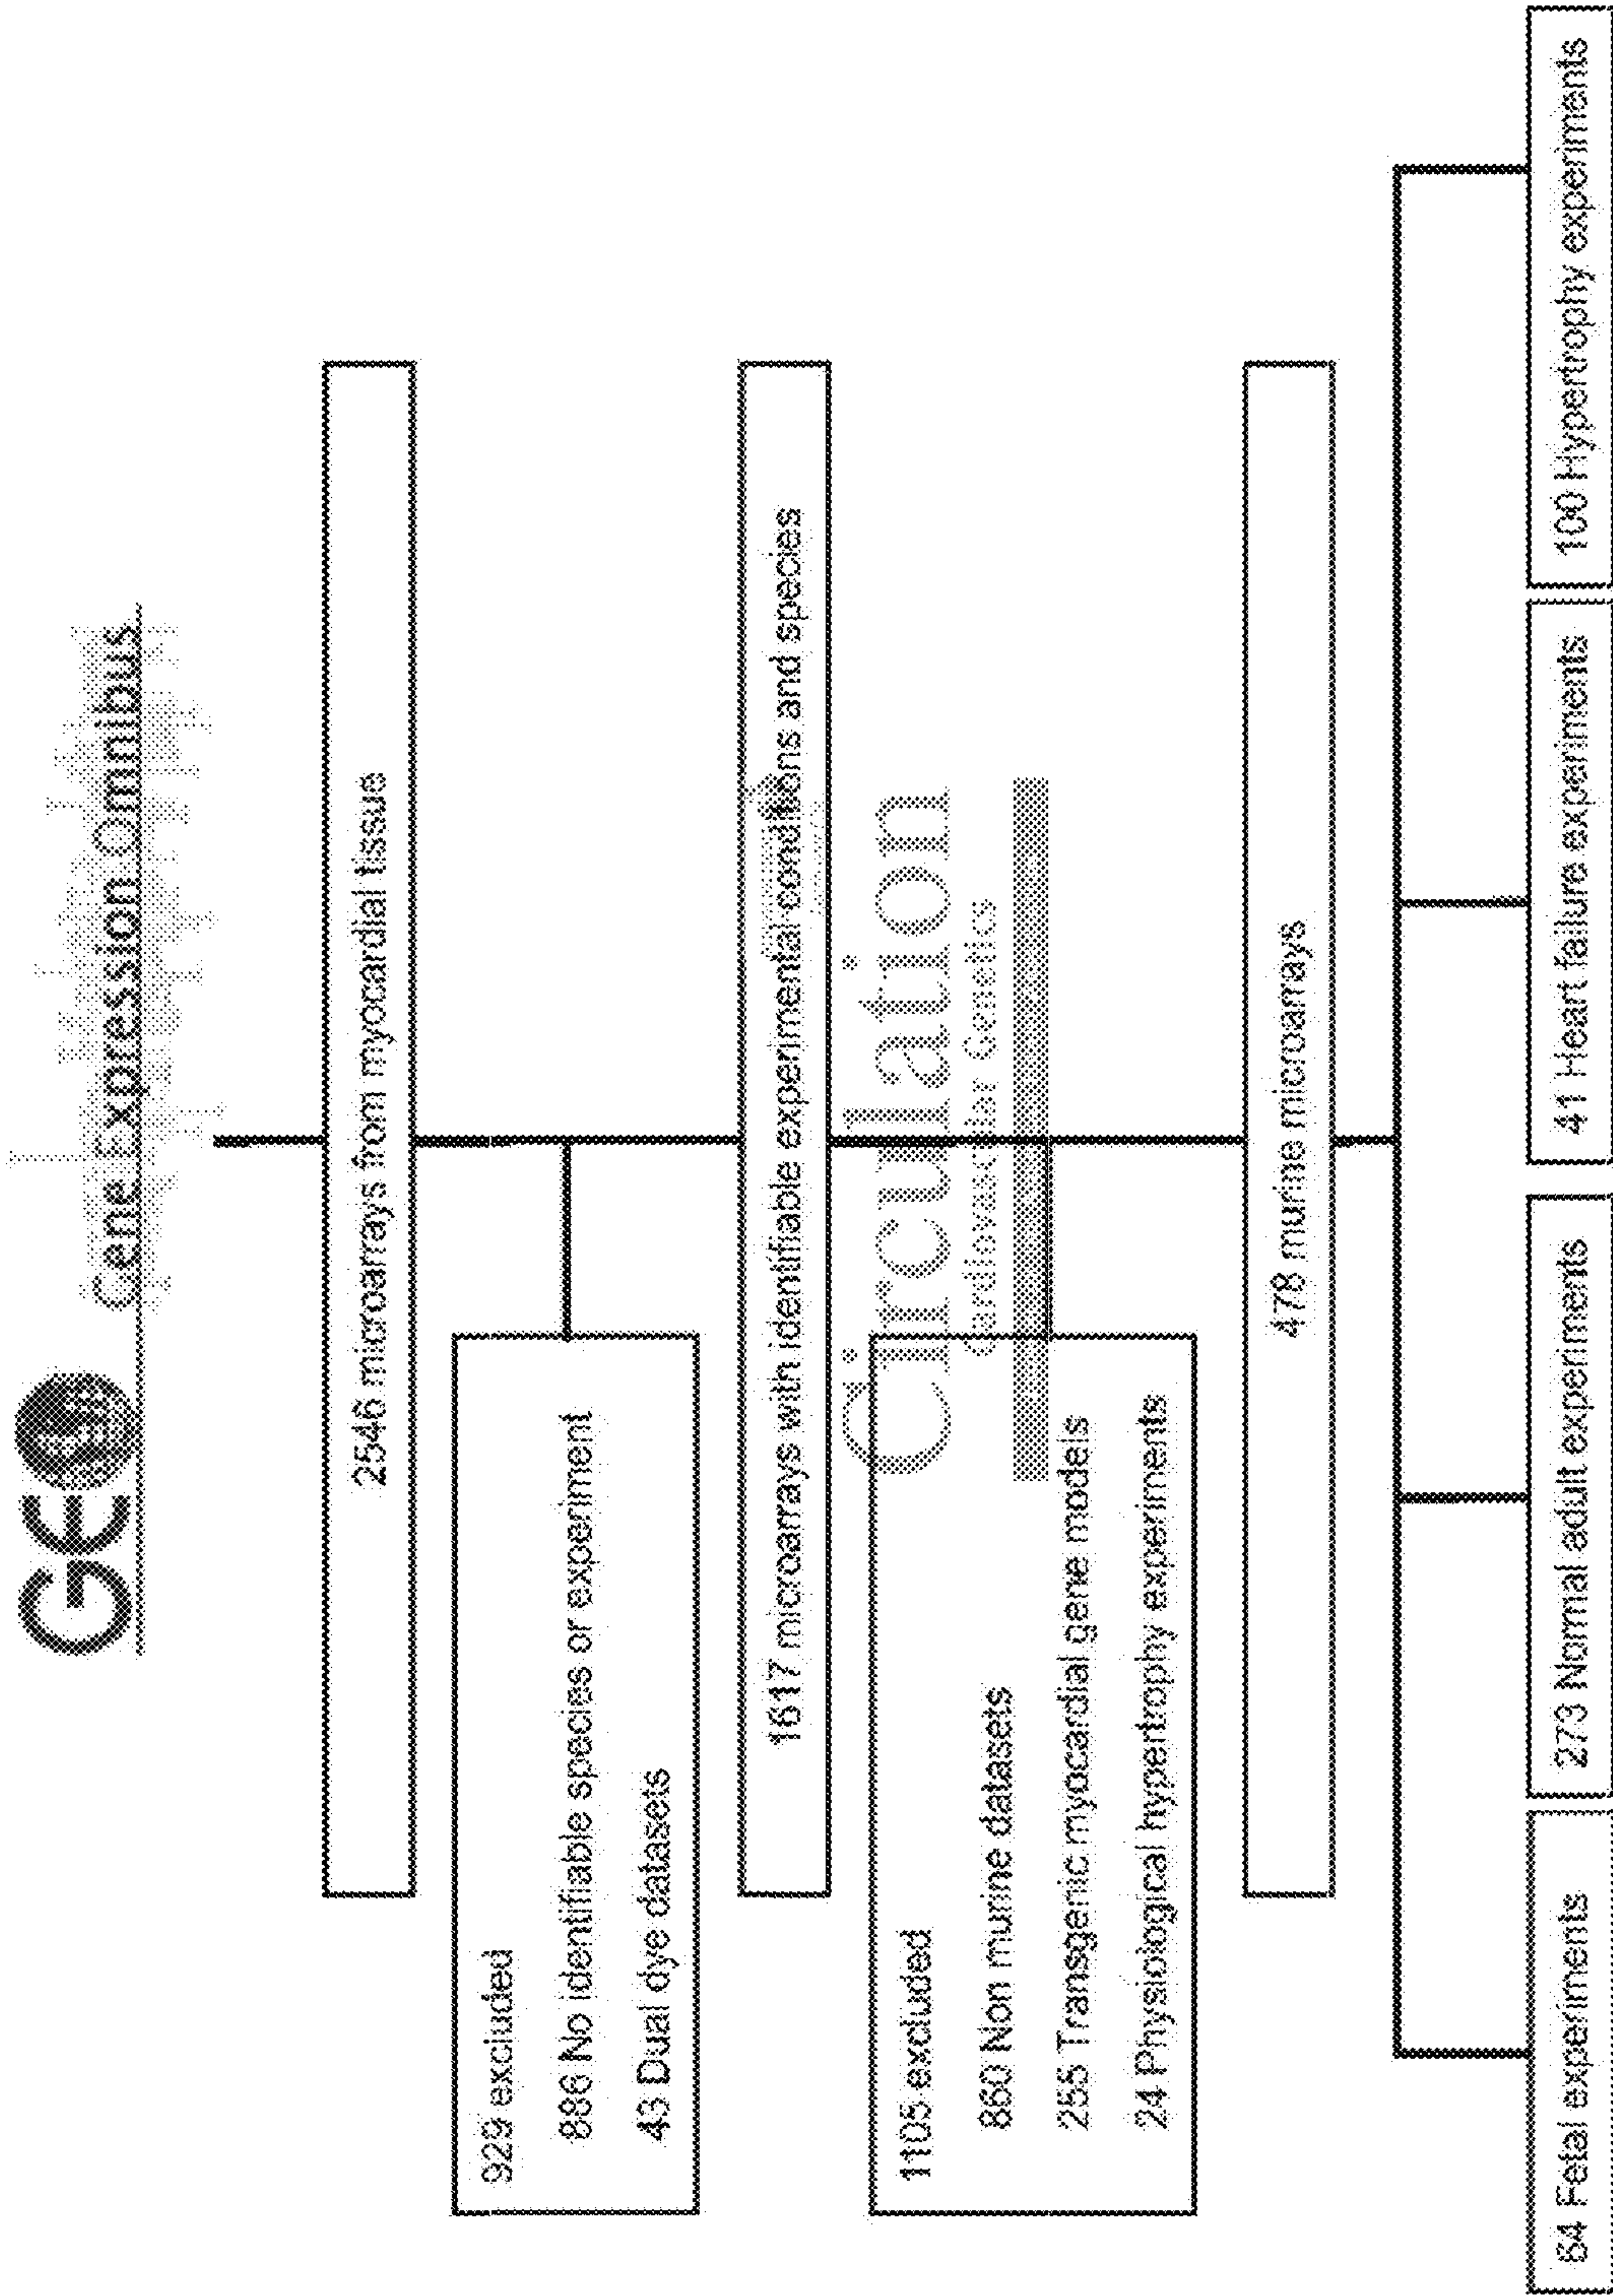 GEO Gene Expression Omnibus
2546 microarrays from myocardial tissue
929 excluded
886 No identifiable species or experiment
43 Dual dye datasets
1617 microarrays with identifiable experimental conditions and species
Circulation
Cardiovascular Genetics
1105 excluded
860 Non murine datasets
255 Transgenic myocardial gene models
24 Physiological hypertrophy experiments
478 murine microarrays
64 Fetal experiments
273 Normal adult experiments
41 Heart failure experiments
100 Hypertrophy experiments